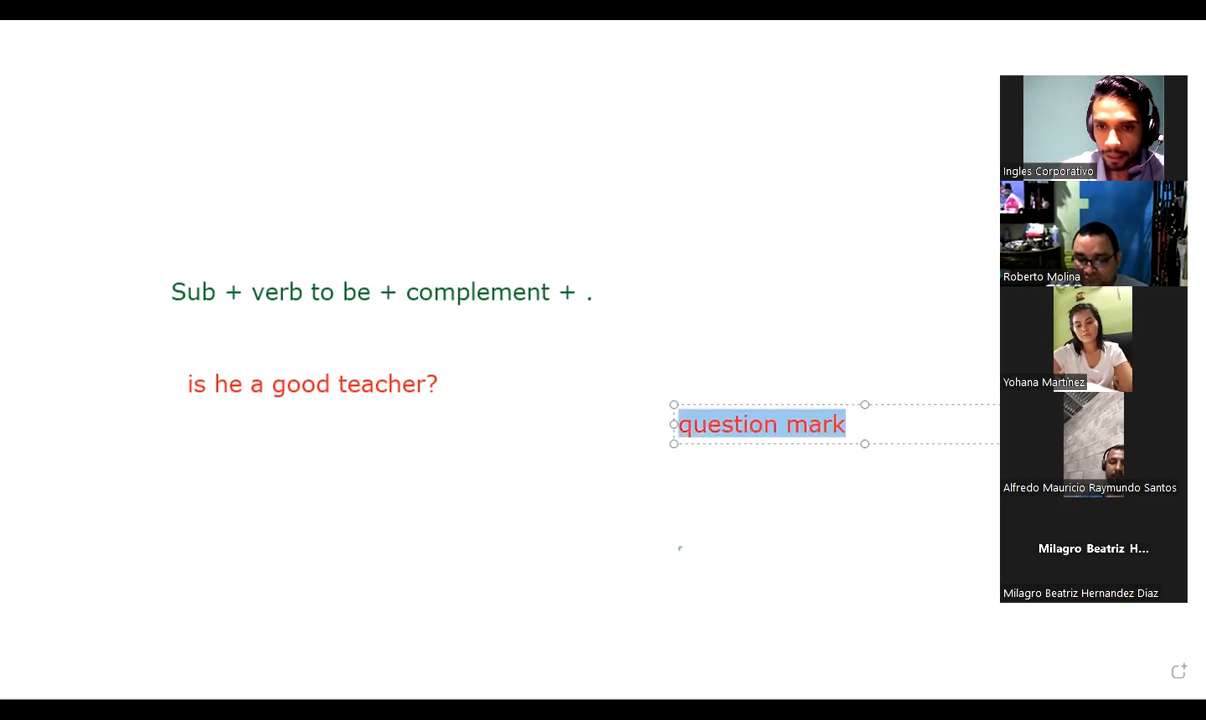 Sub + verb to be + complement + .
is he a good teacher?
question mark
Ingles Corporativo
Roberto Molina
Yohana Martínez
Alfredo Mauricio Raymundo Santos
Milagro Beatriz H...
Milagro Beatriz Hernandez Diaz